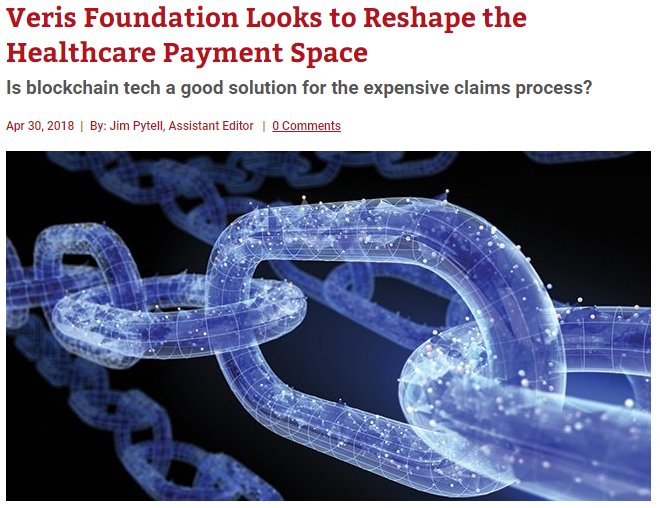 Veris Foundation Looks to Reshape the
Healthcare Payment Space
Is blockchain tech a good solution for the expensive claims process?
Apr 30, 2018 | By: Jim Pytell, Assistant Editor | 0 Comments